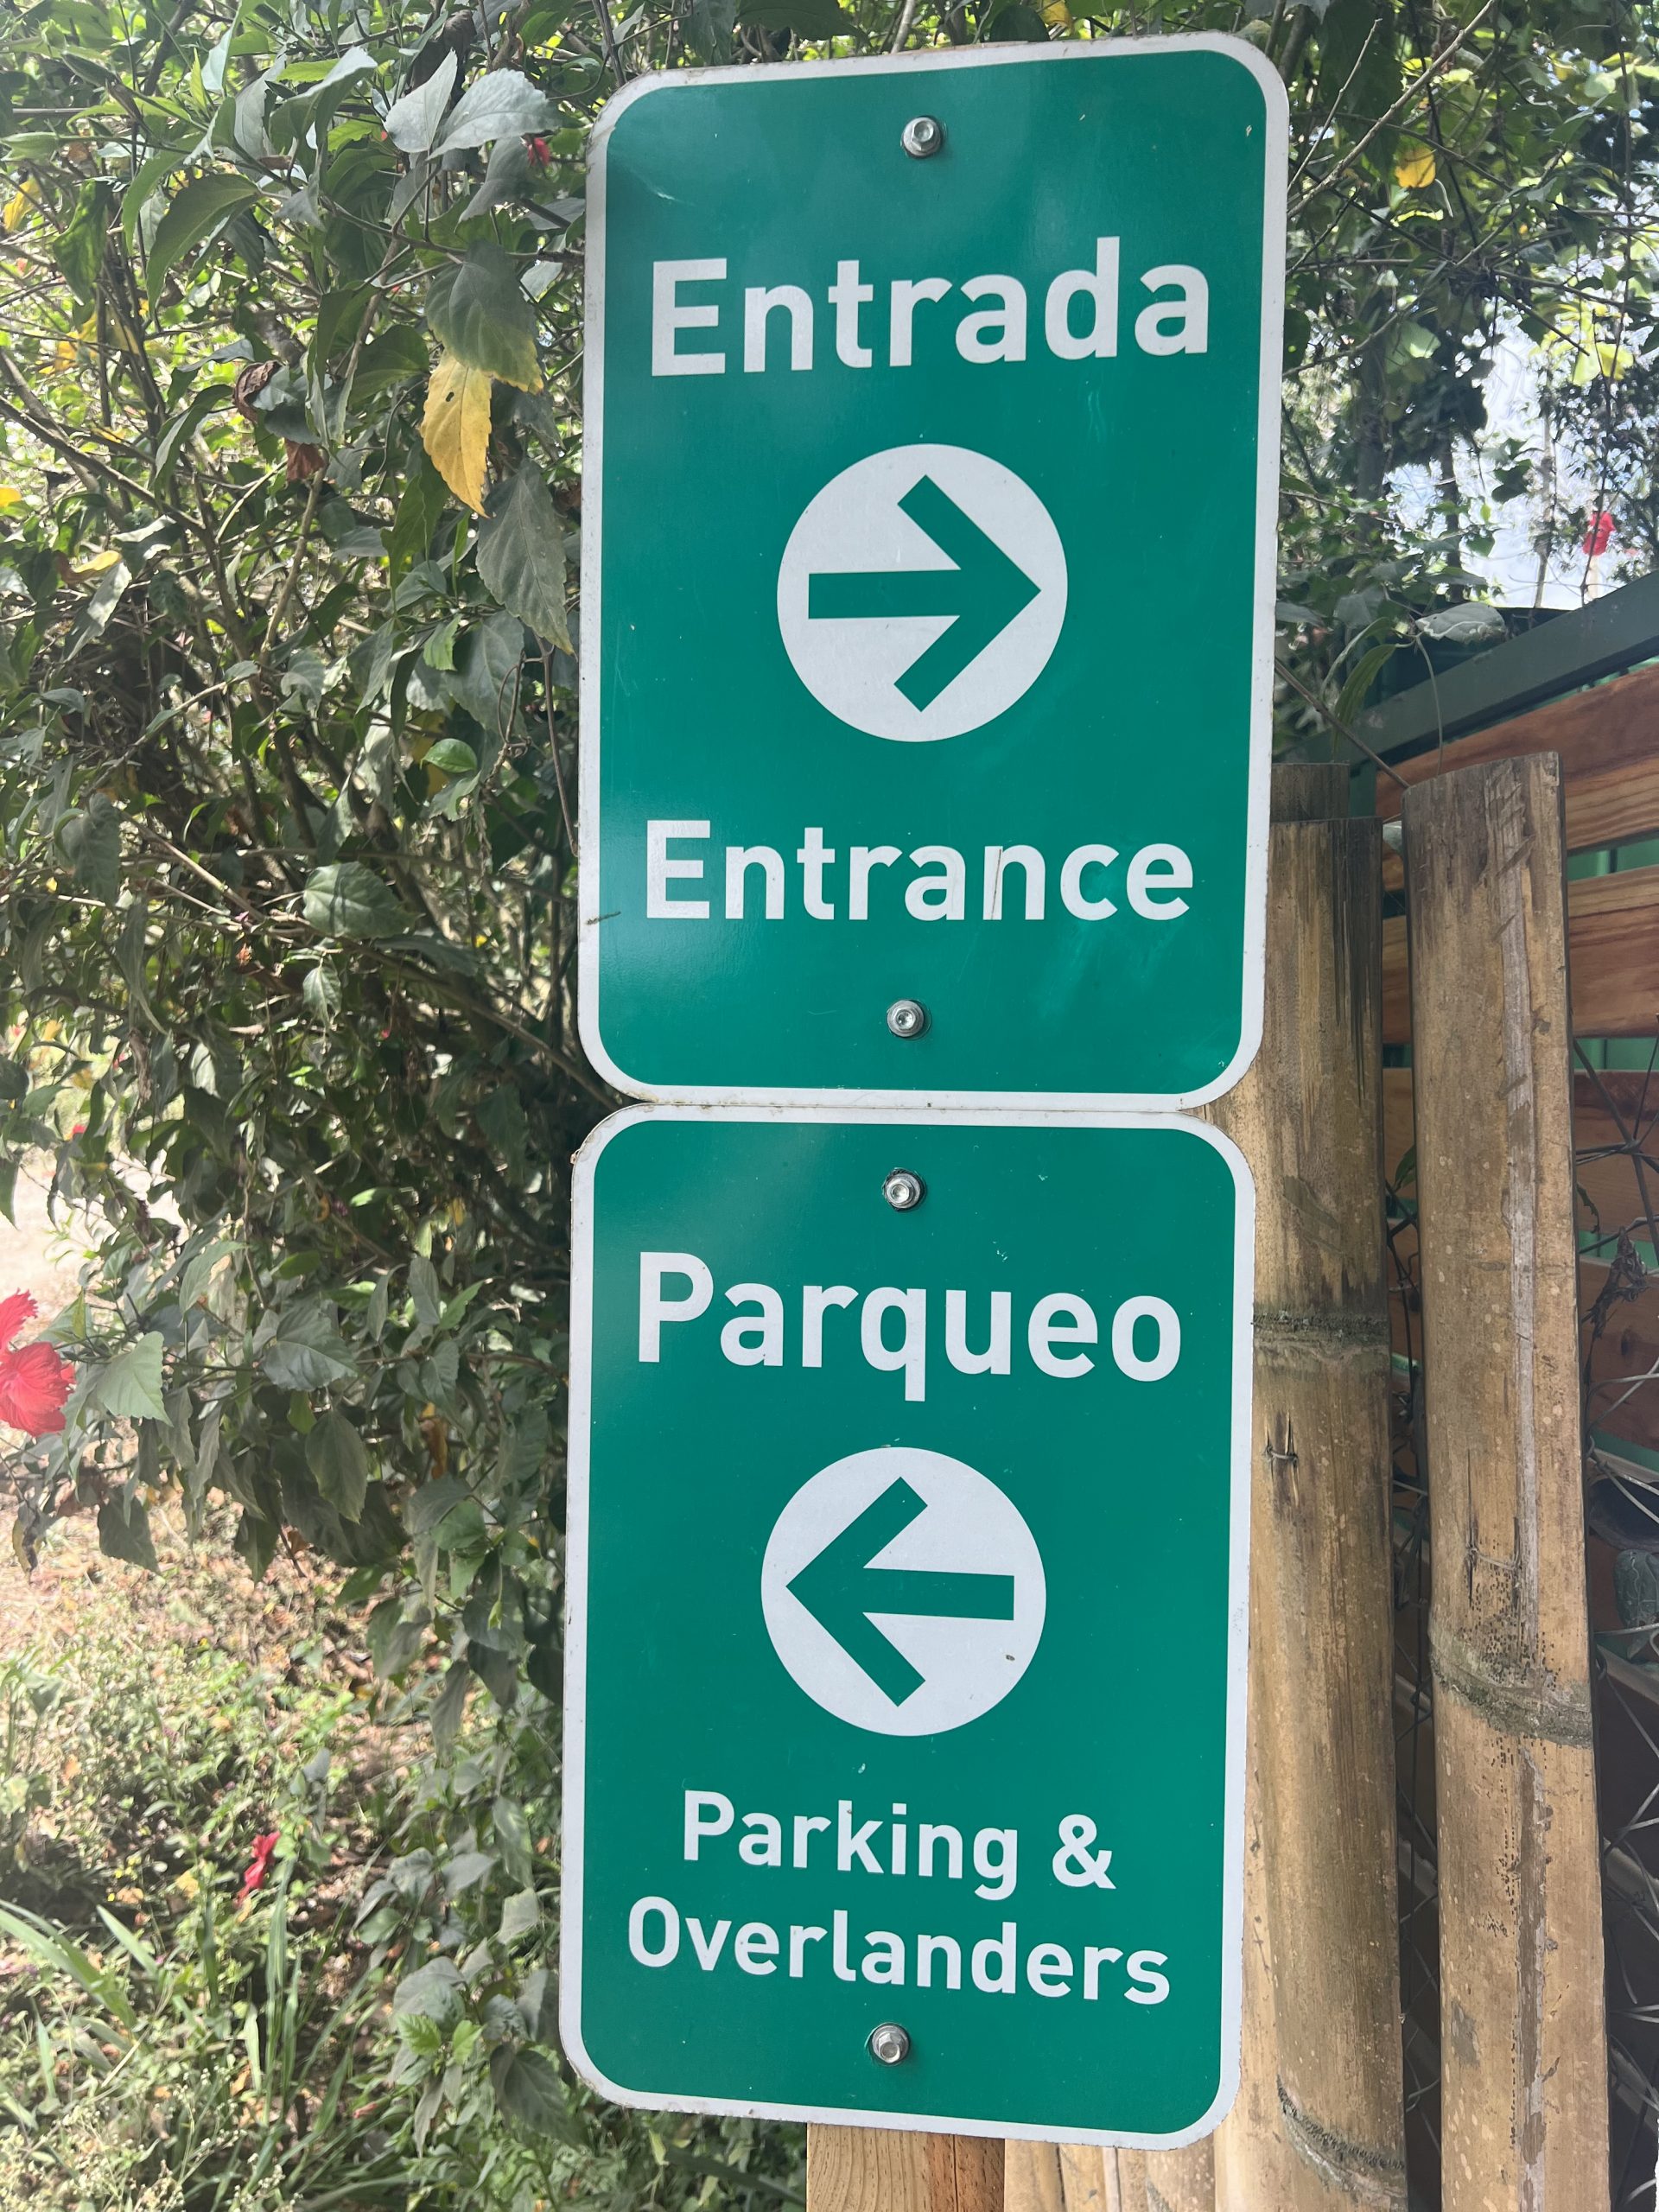 Entrada
Entrance
Parqueo
Parking &
Overlanders